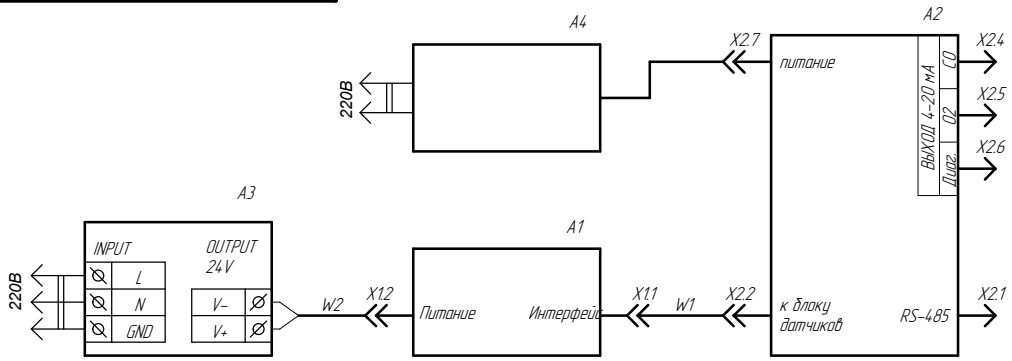 A4
A2
X2.7
X2.4
питание
CO
220В
ВЫХОД 4-20 мА
X2.5
O2
X2.6
Диаг.
A3
A1
INPUT
OUTPUT
24V
L
220В
N
V-
W2
X1.2
Питание
Интерфейс
X1.1
W1
X2.2
к блоку
датчиков
RS-485
X2.1
GND
V+